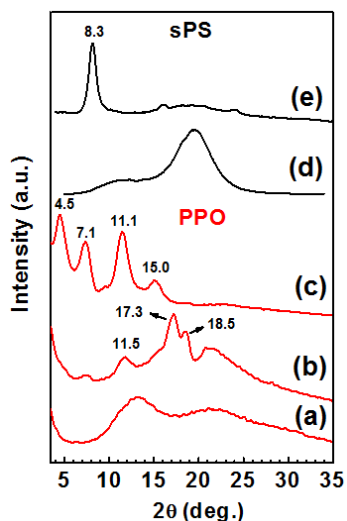 sPS
8.3
(e)
(d)
4.5
7.1
11.1
PPO
15.0
(c)
17.3
18.5
11.5
(b)
(a)
Intensity (a.u.)
5 10 15 20 25 30 35
2θ (deg.)